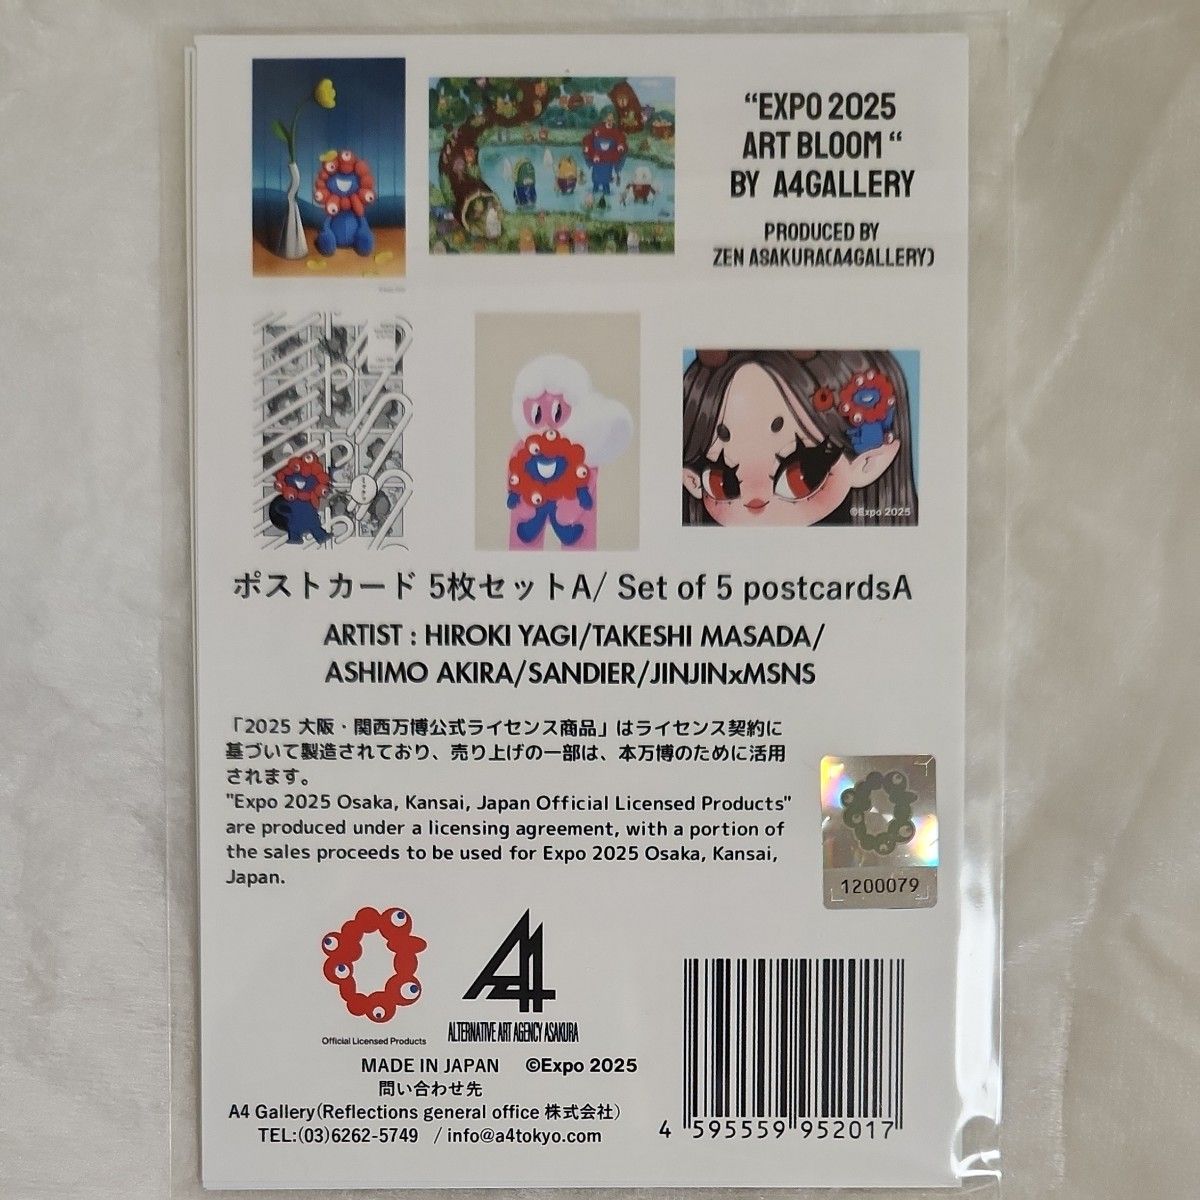 “EXPO 2025
ART BLOOM “
BY A4GALLERY
PRODUCED BY
ZEN ASAKURA(A4GALLERY)
©Expo 2025
ポストカード 5枚セットA/ Set of 5 postcardsA
ARTIST : HIROKI YAGI/TAKESHI MASADA/
ASHIMO AKIRA/SANDIER/JINJINxMSNS
「2025 大阪・関西万博公式ライセンス商品」はライセンス契約に
基づいて製造されており、売り上げの一部は、本万博のために活用
されます。
"Expo 2025 Osaka, Kansai, Japan Official Licensed Products"
are produced under a licensing agreement, with a portion of
the sales proceeds to be used for Expo 2025 Osaka, Kansai,
Japan.
1200079
Official Licensed Products
A4
ALTERNATIVE ART AGENCY ASAKURA
MADE IN JAPAN ©Expo 2025
問い合わせ先
A4 Gallery(Reflections general office 株式会社)
TEL:(03)6262-5749 / info@a4tokyo.com
4 595559 952017